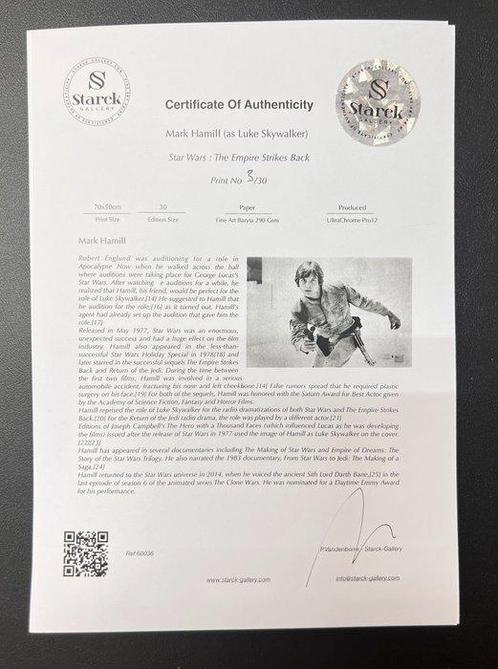 STARCK-GALLERY.COM
S
Starck
GALLERY
Starck
GALLERY
Certificate Of Authenticity
Mark Hamill (as Luke Skywalker)
Star Wars : The Empire Strikes Back
Print No 3/30
70x50cm 30 Paper Produced
Print Size Edition Size Fine Art Baryta 290 Gsm UltraChrome Pro12
Mark Hamill
Robert Englund was auditioning for a role in
Apocalypse Now when he walked across the hall
where auditions were taking place for George Lucas's
Star Wars. After watching e auditions for a while, he
realized that Hamill, his friend, would be perfect for the
role of Luke Skywalker.[14] He suggested to Hamill that
he audition for the role;[16] as it turned out, Hamill's
agent had already set up the audition that gave him the
role.[17]
Released in May 1977, Star Wars was an enormous,
unexpected success and had a huge effect on the film
industry. Hamill also appeared in the less-than-
successful Star Wars Holiday Special in 1978[18] and
later starred in the successful sequels The Empire Strikes
Back and Return of the Jedi. During the time between
the first two films, Hamill was involved in a serious
automobile accident, fracturing his nose and left cheekbone.[14] False rumors spread that he required plastic
surgery on his face.[19] For both of the sequels, Hamill was honored with the Saturn Award for Best Actor given
by the Academy of Science Fiction, Fantasy and Horror Films.
Hamill reprised the role of Luke Skywalker for the radio dramatizations of both Star Wars and The Empire Strikes
Back.[20] For the Return of the Jedi radio drama, the role was played by a different actor.[21]
Editions of Joseph Campbell's The Hero with a Thousand Faces (which influenced Lucas as he was developing
the films) issued after the release of Star Wars in 1977 used the image of Hamill as Luke Skywalker on the cover.
[22][23]
Hamill has appeared in several documentaries including The Making of Star Wars and Empire of Dreams: The
Story of the Star Wars Trilogy. He also narrated the 1983 documentary, From Star Wars to Jedi: The Making of a
Saga.[24]
Hamill returned to the Star Wars universe in 2014, when he voiced the ancient Sith Lord Darth Bane,[25] in the
last episode of season 6 of the animated series The Clone Wars. He was nominated for a Daytime Emmy Award
for his performance.
Ref:60036
P.Vandenborre/ Starck-Gallery
www.starck-gallery.com
info@starck-gallery.com